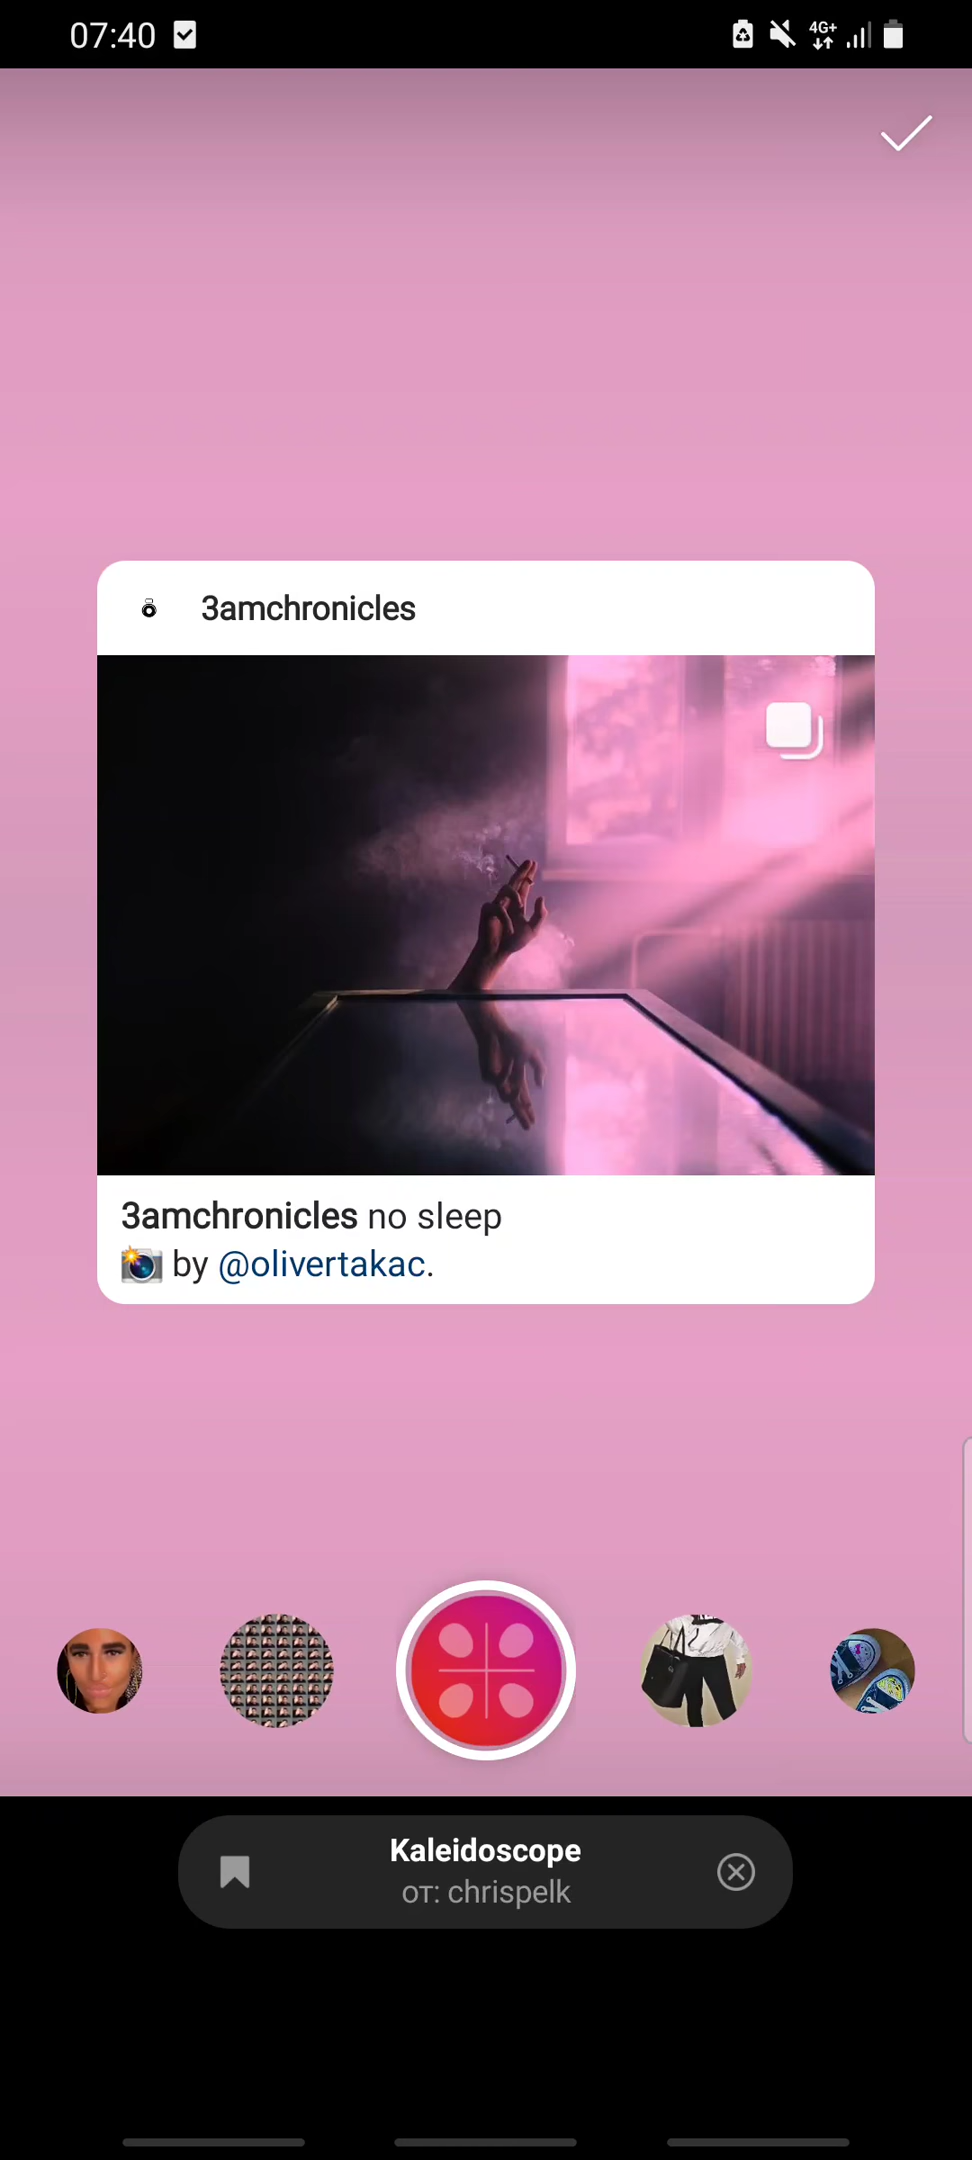 07:40
4G+
3amchronicles
3amchronicles no sleep
📸 by @olivertakac.
Kaleidoscope
от: chrispelk